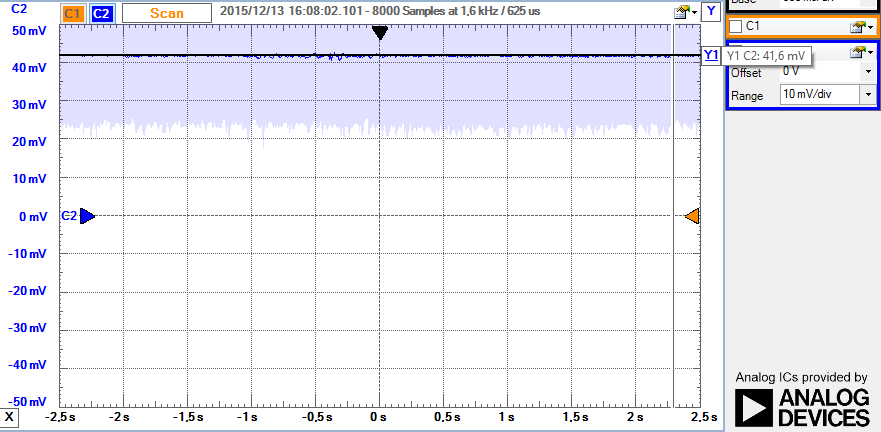 C2
C1 C2 Scan 2015/12/13 16:08:02.101 - 8000 Samples at 1,6 kHz / 625 us Y
C1
50 mV
40 mV
30 mV
20 mV
10 mV
0 mV
-10 mV
-20 mV
-30 mV
-40 mV
-50 mV
C2
Y1
Y1 C2: 41,6 mV
Offset 0 V
Range 10 mV/div
X
-2,5 s -2 s -1,5 s -1 s -0,5 s 0 s 0,5 s 1 s 1,5 s 2 s 2,5 s
Analog ICs provided by
ANALOG
DEVICES